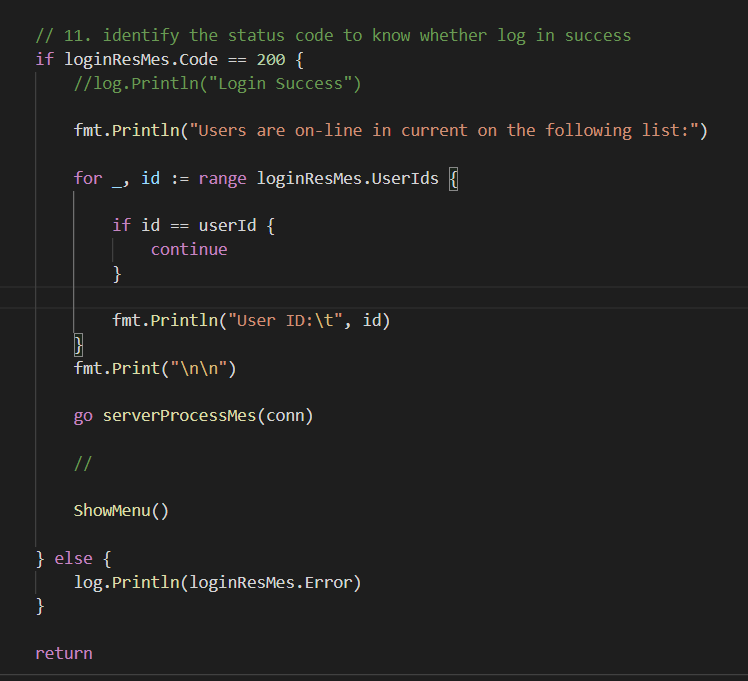 // 11. identify the status code to know whether log in success
if loginResMes.Code == 200 {
//log.Println("Login Success")
fmt.Println("Users are on-line in current on the following list:")
for _, id := range loginResMes.UserIds {
if id == userId {
continue
}
fmt.Println("User ID:\t", id)
}
fmt.Print("\n\n")
go serverProcessMes(conn)
//
ShowMenu()
} else {
log.Println(loginResMes.Error)
}
return